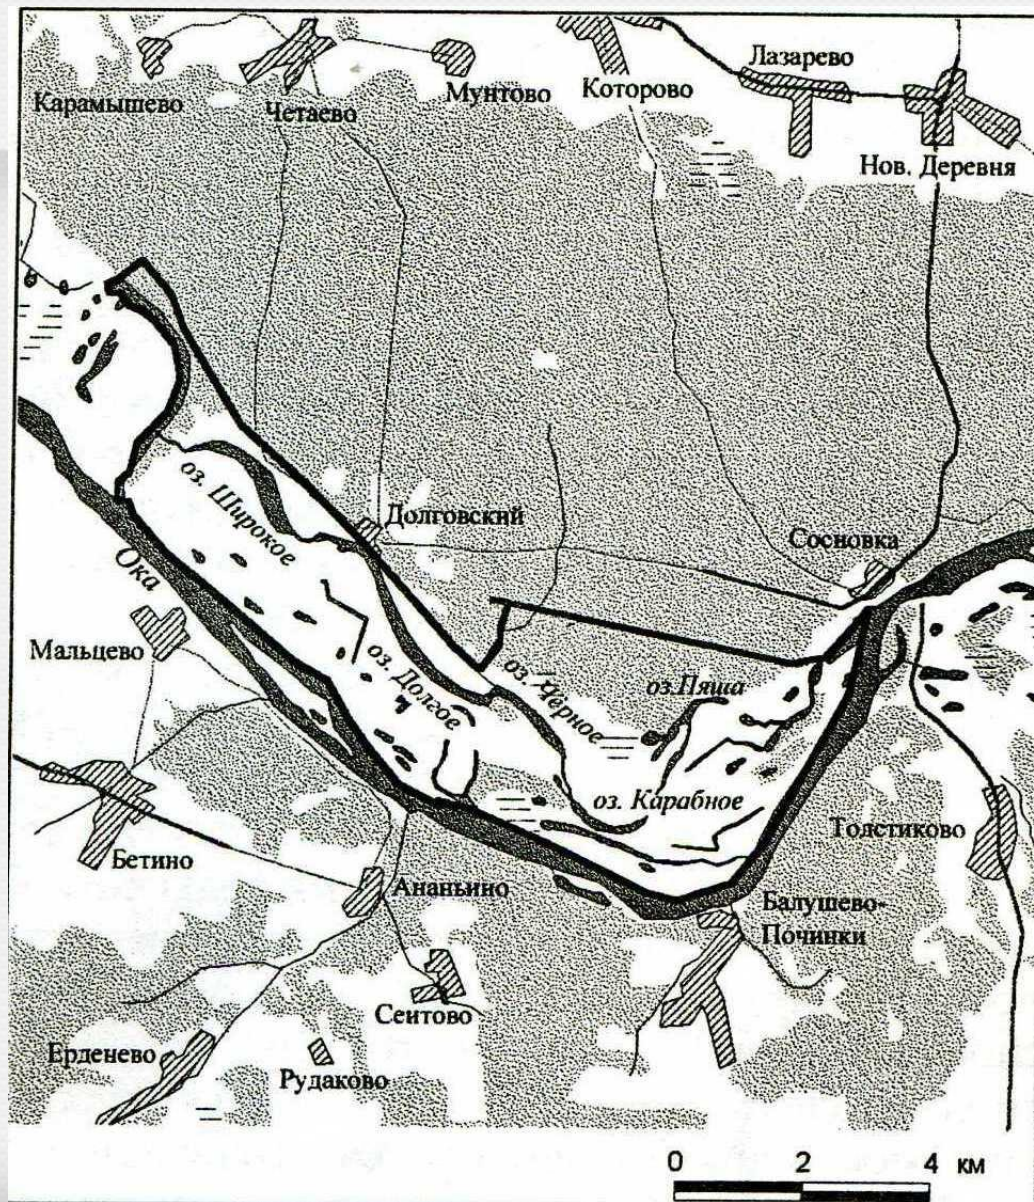 Лазарево
Карамышево
Четаево
Мунтово
Которово
Нов. Деревня
оз. Широкое
Долговский
Сосновка
Ока
Мальцево
оз. Долгое
оз. Чёрное
оз.Пяша
оз. Карабное
Толстиково
Бетино
Ананьино
Балушево-
Починки
Сеитово
Ерденево
Рудаково
0 2 4 км